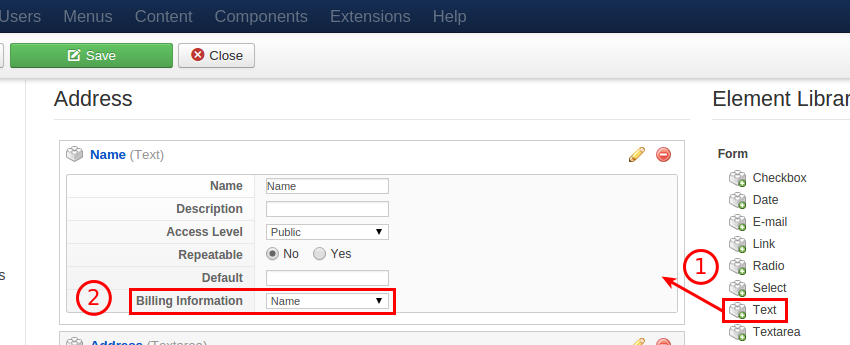 Users Menus Content Components Extensions Help
Save Close
Address
Element Librar
Name (Text)
Form
Name Name
Description
Access Level Public
Repeatable No Yes
Default
Billing Information Name
Checkbox
Date
E-mail
Link
Radio
Select
Text
Textarea
1
2
s
Address (Textarea)